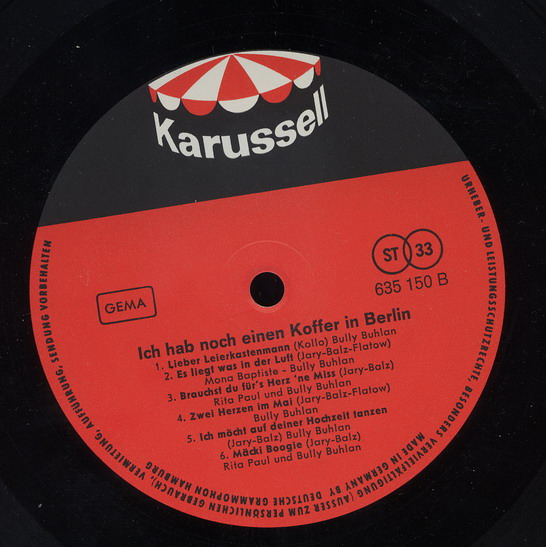 Karussell
GEMA
ST 33
635 150 B
Ich hab noch einen Koffer in Berlin
1. Lieber Leierkastenmann (Kollo) Bully Buhlan
2. Es liegt was in der Luft (Jary-Balz-Flatow)
Mona Baptiste - Bully Buhlan
3. Brauchst du für's Herz 'ne Miss (Jary-Balz)
Rita Paul und Bully Buhlan
4. Zwei Herzen im Mai (Jary-Balz-Flatow)
Bully Buhlan
5. Ich möcht auf deiner Hochzeit tanzen
(Jary-Balz) Bully Buhlan
6. Mäcki Boogie (Jary-Balz)
Rita Paul und Bully Buhlan
URHEBER- UND LEISTUNGSSCHUTZRECHTE, BESONDERS VERVIELFÄLTIGUNG (AUSSER ZUM PERSÖNLICHEN GEBRAUCH), VERMIETUNG, AUFFÜHRUNG, SENDUNG VORBEHALTEN
MADE IN GERMANY BY DEUTSCHE GRAMMOPHON HAMBURG